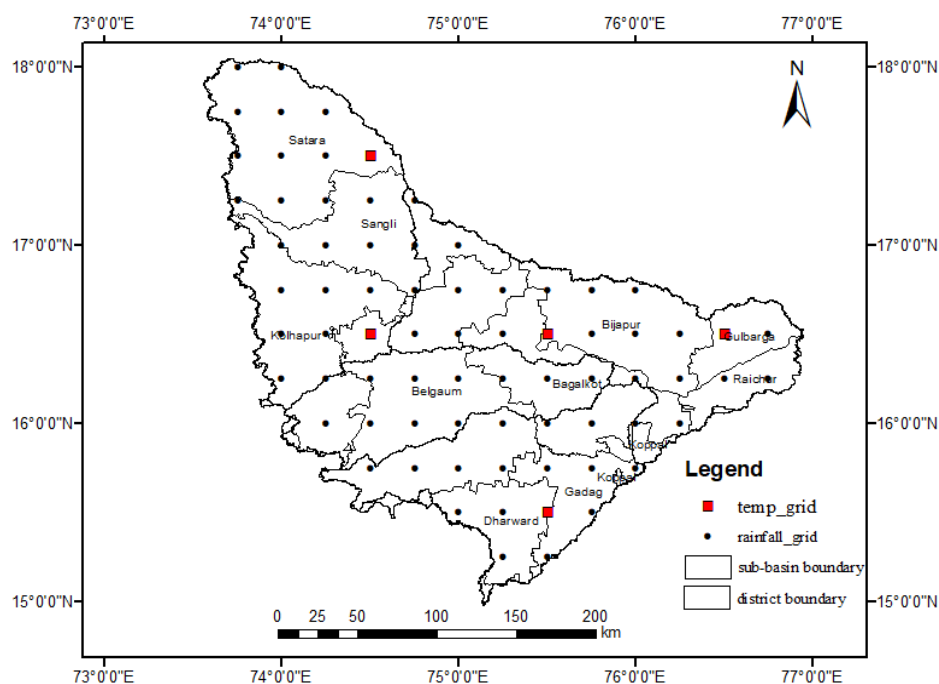 73°0'0"E 74°0'0"E 75°0'0"E 76°0'0"E 77°0'0"E
18°0'0"N 18°0'0"N
N
Satara
Sangli
17°0'0"N 17°0'0"N
Bijapur
Kolhapur
Gulbarga
Raichur
Bagalkot
Belgaum
16°0'0"N 16°0'0"N
Koppal
Legend
Koppal
Gadag
temp_grid
Dharward
rainfall_grid
sub-basin boundary
district boundary
15°0'0"N 15°0'0"N
0 25 50 100 150 200
km
73°0'0"E 74°0'0"E 75°0'0"E 76°0'0"E 77°0'0"E